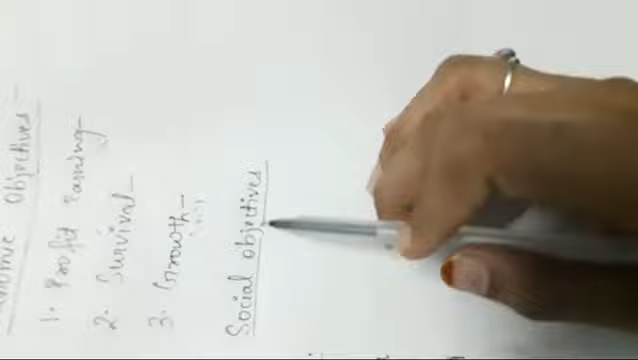 Objectives -
1. Profit Earning -
2. Survival -
3. Growth -
Social objectives